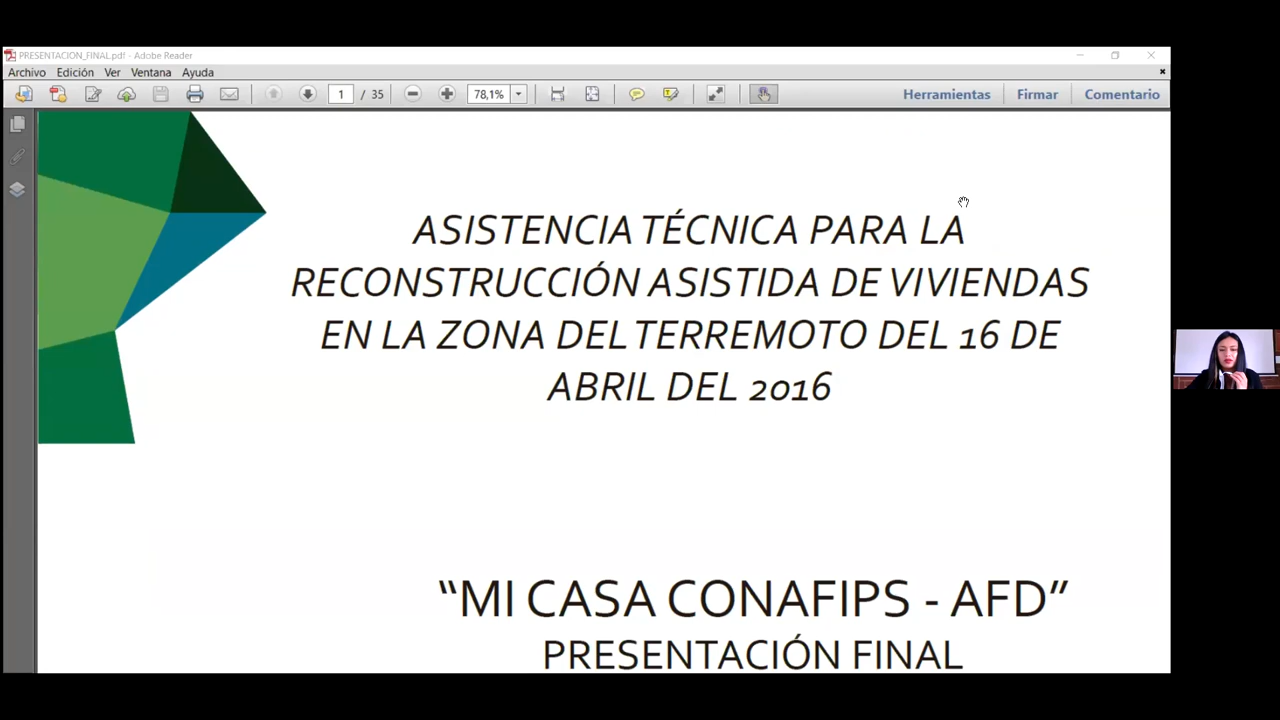 PRESENTACION_FINAL.pdf - Adobe Reader
Archivo Edición Ver Ventana Ayuda
1 / 35 78,1% Herramientas Firmar Comentario
ASISTENCIA TÉCNICA PARA LA
RECONSTRUCCIÓN ASISTIDA DE VIVIENDAS
EN LA ZONA DEL TERREMOTO DEL 16 DE
ABRIL DEL 2016
“MI CASA CONAFIPS - AFD”
PRESENTACIÓN FINAL